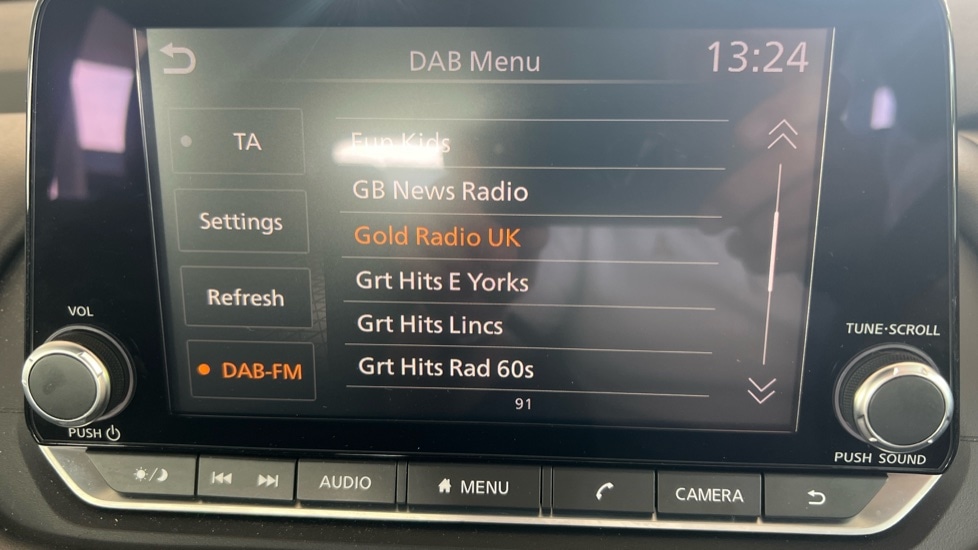 DAB Menu
13:24
TA
Fun Kids
Settings
GB News Radio
Gold Radio UK
Refresh
Grt Hits E Yorks
Grt Hits Lincs
DAB-FM
Grt Hits Rad 60s
91
VOL
PUSH
TUNE·SCROLL
PUSH SOUND
AUDIO
MENU
CAMERA